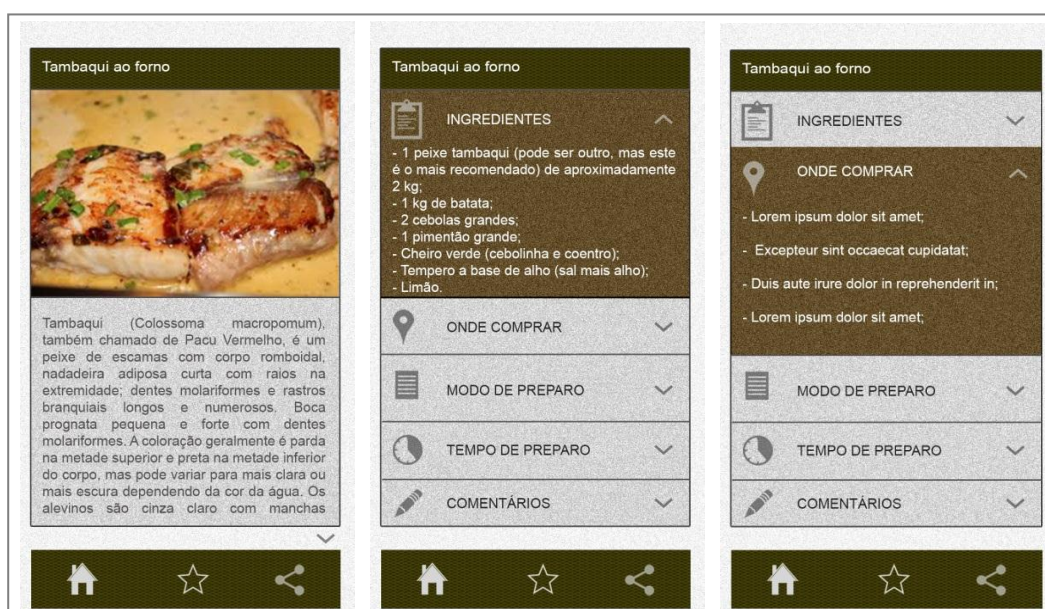 Tambaqui ao forno
Tambaqui (Colossoma macropomum),
também chamado de Pacu Vermelho, é um
peixe de escamas com corpo romboidal,
nadadeira adiposa curta com raios na
extremidade; dentes molariformes e rastros
branquiais longos e numerosos. Boca
prognata pequena e forte com dentes
molariformes. A coloração geralmente é parda
na metade superior e preta na metade inferior
do corpo, mas pode variar para mais clara ou
mais escura dependendo da cor da água. Os
alevinos são cinza claro com manchas
Tambaqui ao forno
INGREDIENTES
- 1 peixe tambaqui (pode ser outro, mas este
é o mais recomendado) de aproximadamente
2 kg;
- 1 kg de batata;
- 2 cebolas grandes;
- 1 pimentão grande;
- Cheiro verde (cebolinha e coentro);
- Tempero a base de alho (sal mais alho);
- Limão.
ONDE COMPRAR
MODO DE PREPARO
TEMPO DE PREPARO
COMENTÁRIOS
Tambaqui ao forno
INGREDIENTES
ONDE COMPRAR
- Lorem ipsum dolor sit amet;
- Excepteur sint occaecat cupidatat;
- Duis aute irure dolor in reprehenderit in;
- Lorem ipsum dolor sit amet;
MODO DE PREPARO
TEMPO DE PREPARO
COMENTÁRIOS